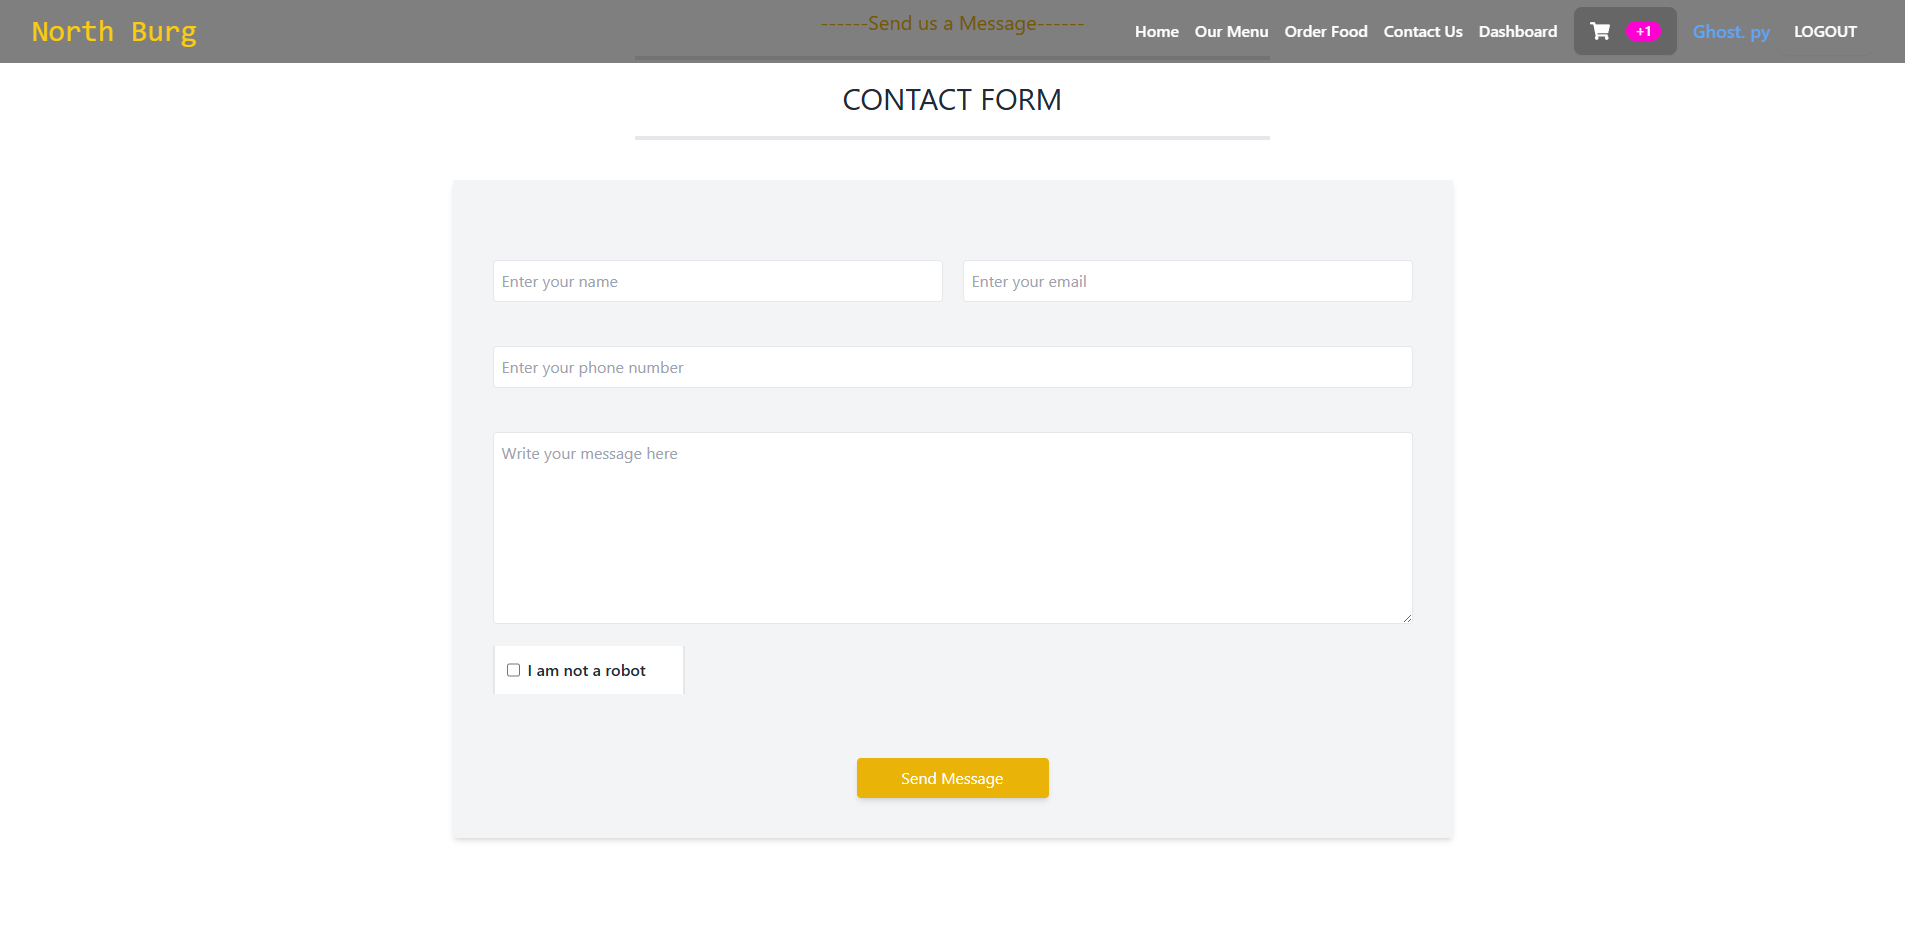 North Burg
------Send us a Message------
Home Our Menu Order Food Contact Us Dashboard +1 Ghost. py LOGOUT
CONTACT FORM
Enter your name
Enter your email
Enter your phone number
Write your message here
I am not a robot
Send Message